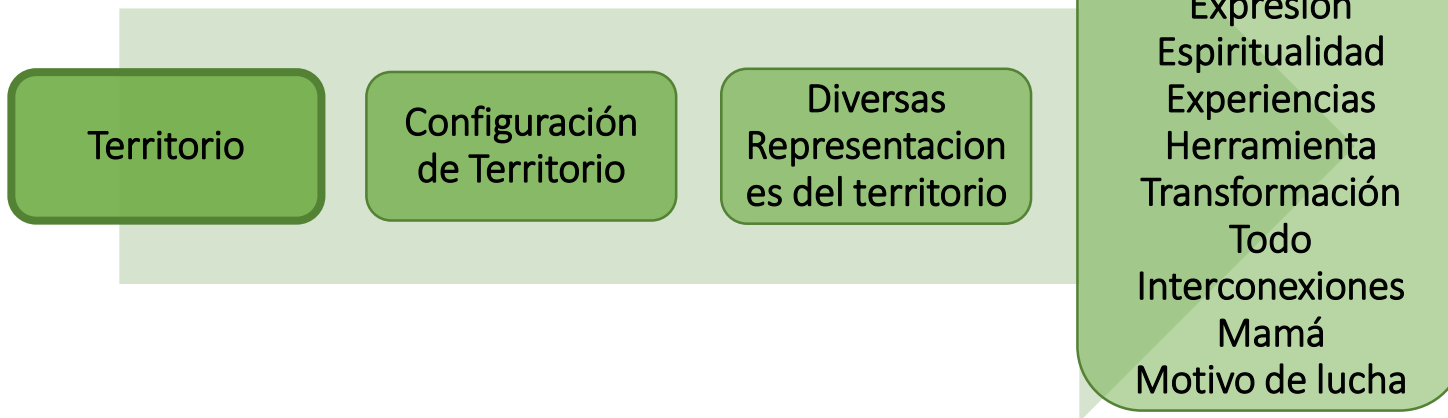 Territorio
Configuración
de Territorio
Diversas
Representacion
es del territorio
Expresión
Espiritualidad
Experiencias
Herramienta
Transformación
Todo
Interconexiones
Mamá
Motivo de lucha